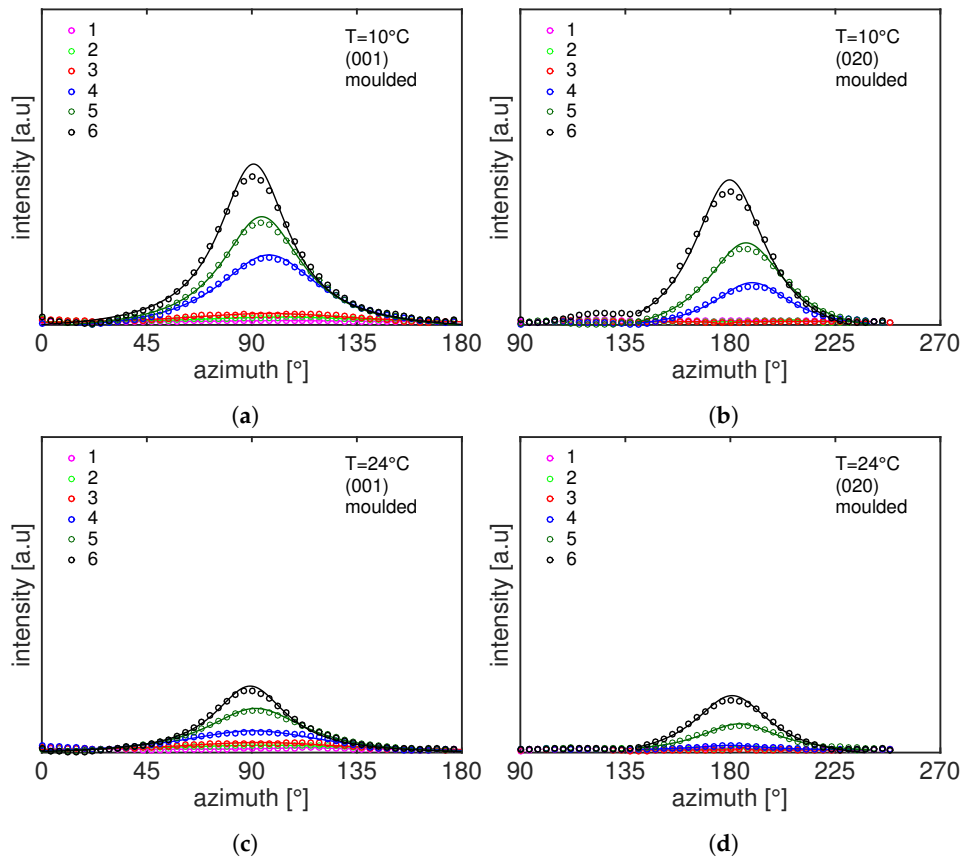 1
2
3
4
5
6
T=10°C
(001)
moulded
intensity [a.u]
0 45 90 135 180
azimuth [°]
(a)
1
2
3
4
5
6
T=10°C
(020)
moulded
intensity [a.u]
90 135 180 225 270
azimuth [°]
(b)
1
2
3
4
5
6
T=24°C
(001)
moulded
intensity [a.u]
0 45 90 135 180
azimuth [°]
(c)
1
2
3
4
5
6
T=24°C
(020)
moulded
intensity [a.u]
90 135 180 225 270
azimuth [°]
(d)